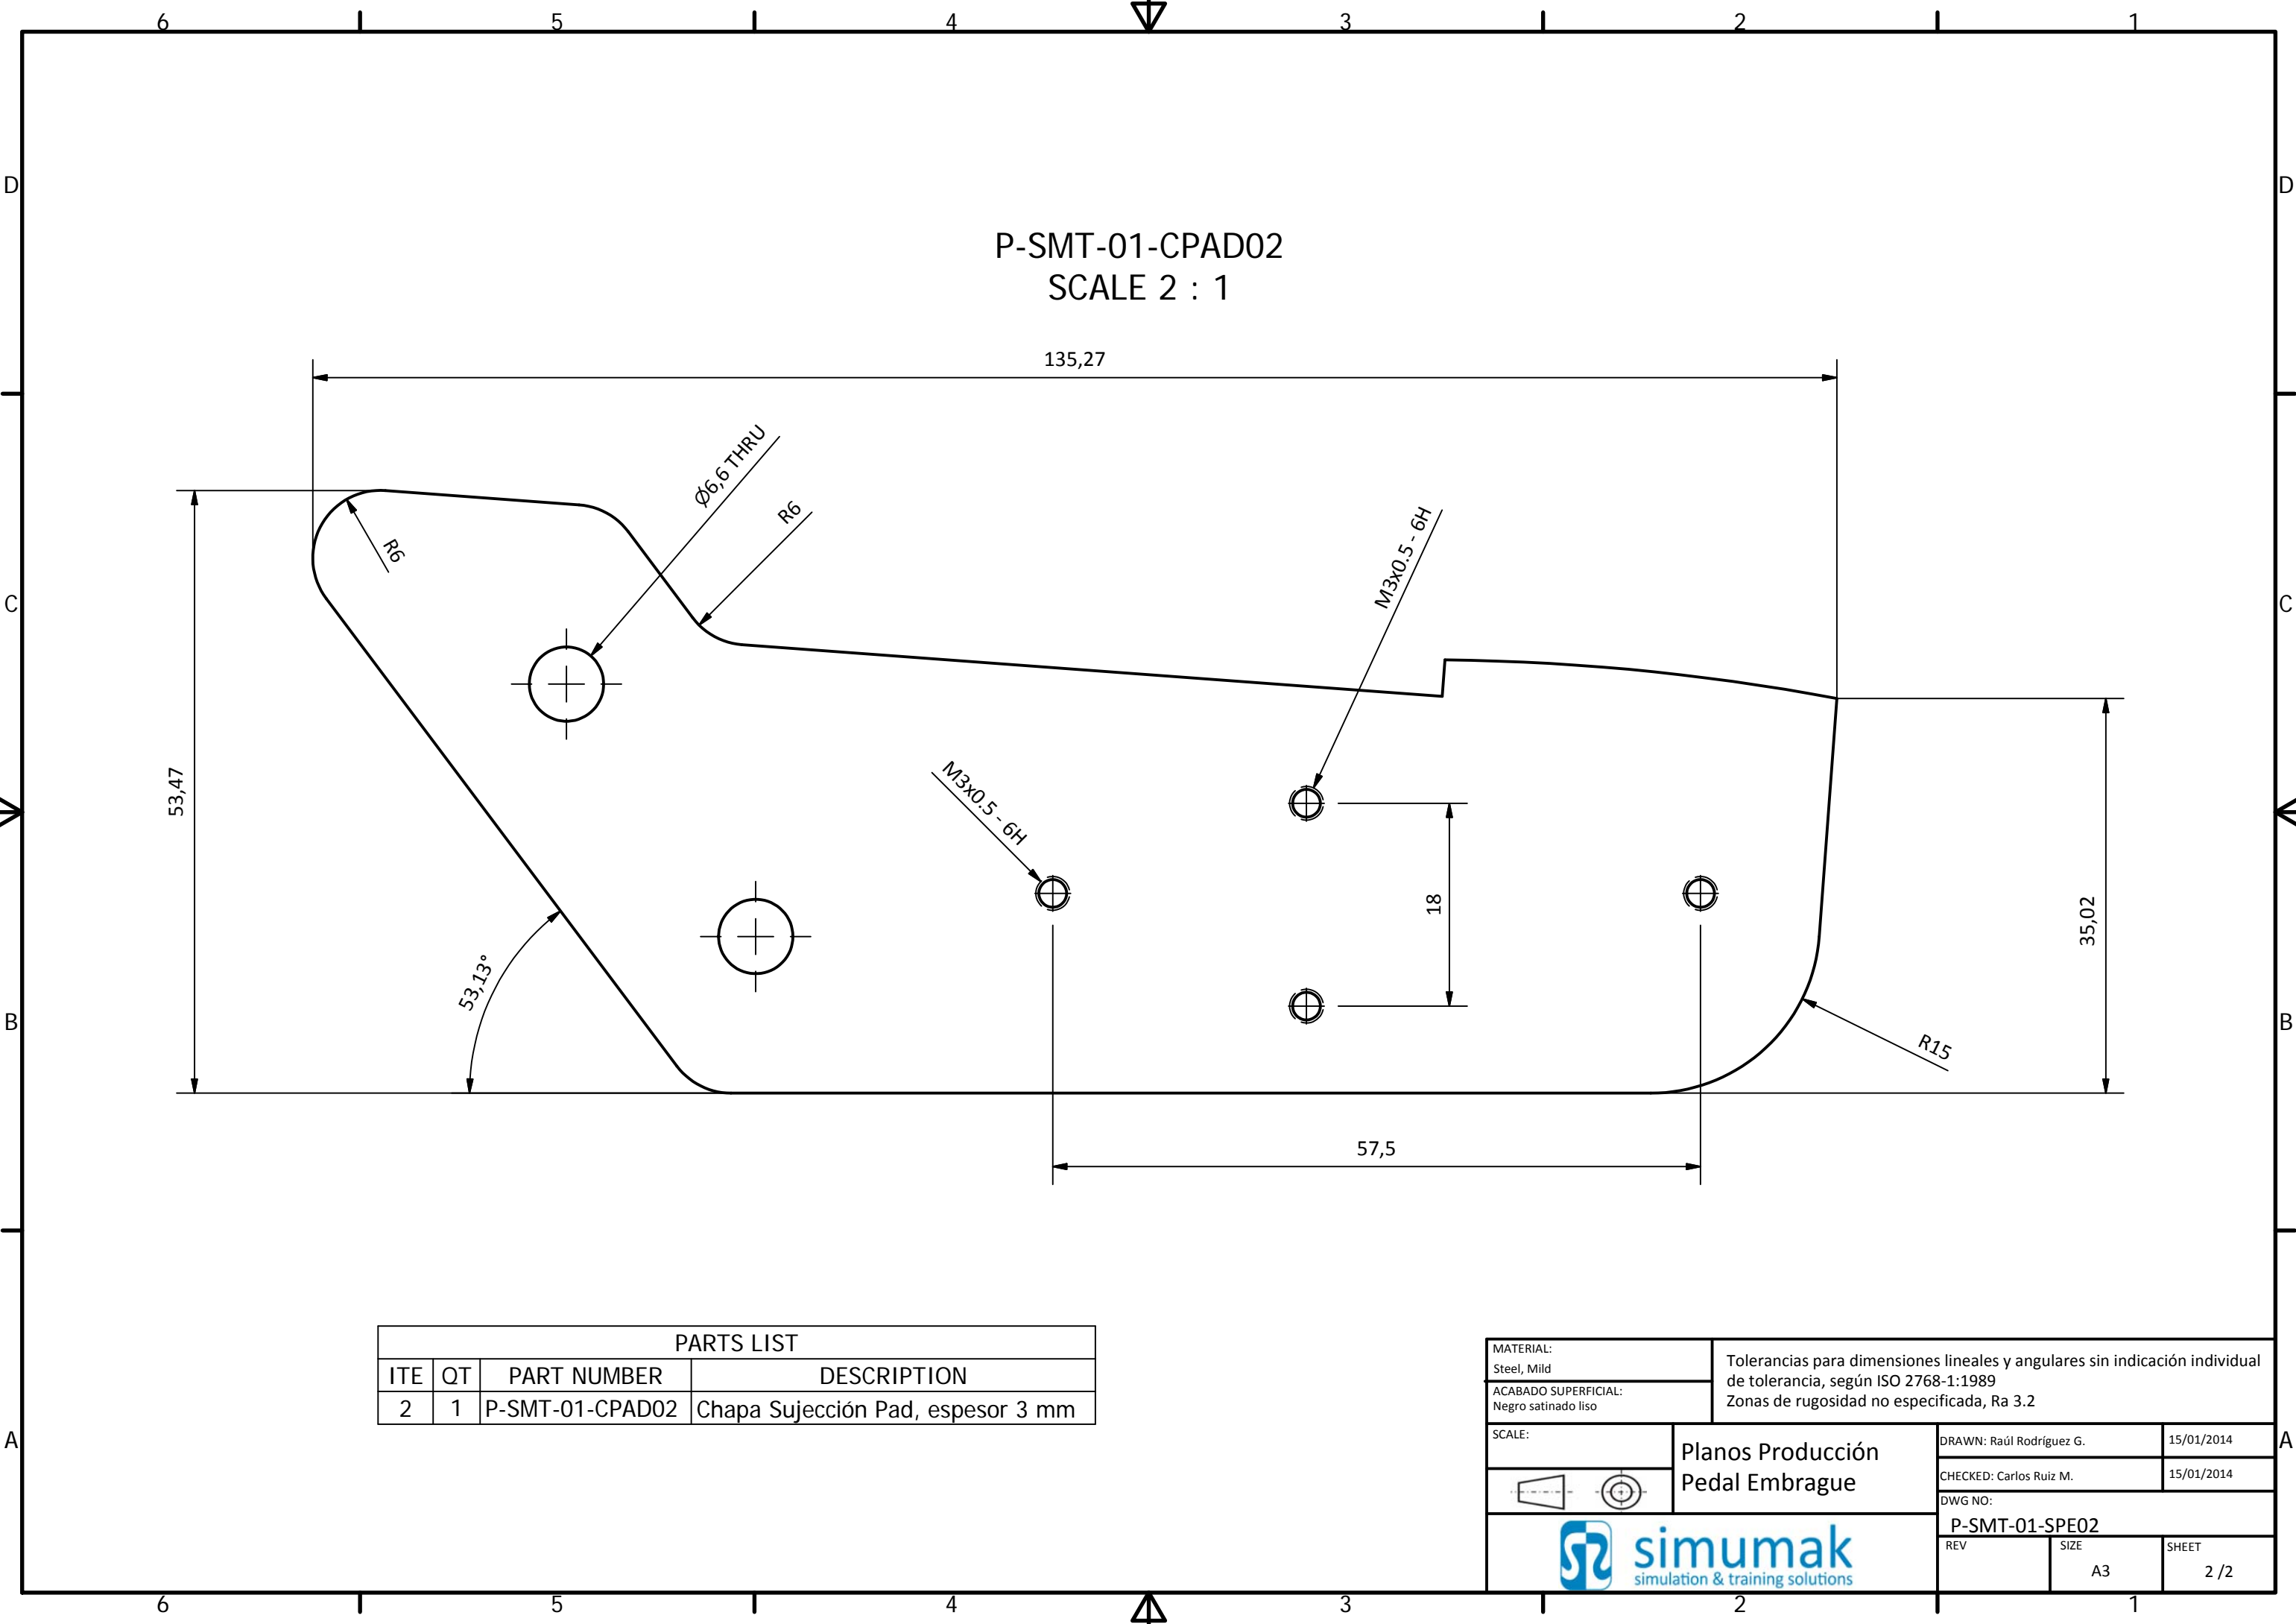 6 5 4 3 2 1
D D
P-SMT-01-CPAD02
SCALE 2 : 1
135,27
Ø6,6 THRU
R6
R6
M3x0.5 - 6H
C C
53,47
M3x0.5 - 6H
18
35,02
53,13°
B B
R15
57,5
PARTS LIST
ITE QT PART NUMBER DESCRIPTION
2 1 P-SMT-01-CPAD02 Chapa Sujección Pad, espesor 3 mm
MATERIAL:
Steel, Mild
ACABADO SUPERFICIAL:
Negro satinado liso
Tolerancias para dimensiones lineales y angulares sin indicación individual
de tolerancia, según ISO 2768-1:1989
Zonas de rugosidad no especificada, Ra 3.2
SCALE:
Planos Producción
Pedal Embrague
DRAWN: Raúl Rodríguez G. 15/01/2014
CHECKED: Carlos Ruiz M. 15/01/2014
DWG NO:
P-SMT-01-SPE02
REV SIZE SHEET
A3 2 /2
simumak
simulation & training solutions
A A
6 5 4 3 2 1